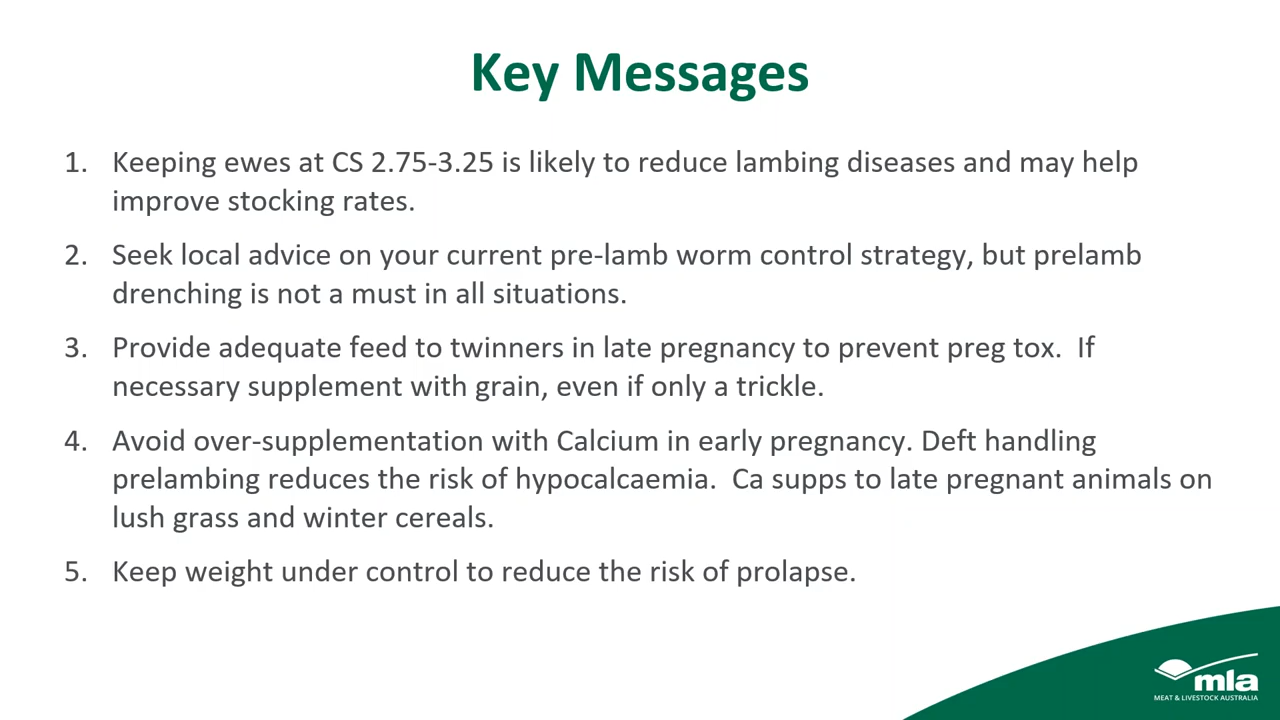 Key Messages
1. Keeping ewes at CS 2.75-3.25 is likely to reduce lambing diseases and may help
improve stocking rates.
2. Seek local advice on your current pre-lamb worm control strategy, but prelamb
drenching is not a must in all situations.
3. Provide adequate feed to twinners in late pregnancy to prevent preg tox.  If
necessary supplement with grain, even if only a trickle.
4. Avoid over-supplementation with Calcium in early pregnancy. Deft handling
prelambing reduces the risk of hypocalcaemia.  Ca supps to late pregnant animals on
lush grass and winter cereals.
5. Keep weight under control to reduce the risk of prolapse.
mla
MEAT & LIVESTOCK AUSTRALIA